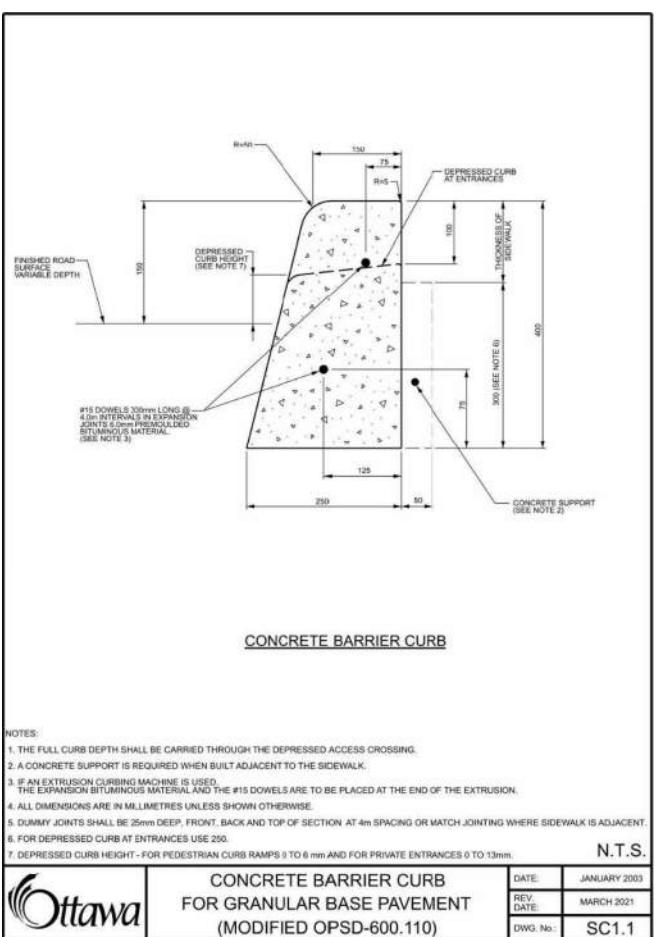 R=50
150
75
R=5
DEPRESSED CURB
AT ENTRANCES
FINISHED ROAD
SURFACE
VARIABLE DEPTH
150
DEPRESSED
CURB HEIGHT
(SEE NOTE 7)
100
THICKNESS OF
SIDEWALK
400
300 (SEE NOTE 6)
75
#15 DOWELS 300mm LONG @
4.0m INTERVALS IN EXPANSION
JOINTS 6.0mm PREMOULDED
BITUMINOUS MATERIAL.
(SEE NOTE 3)
125
250
50
CONCRETE SUPPORT
(SEE NOTE 2)
CONCRETE BARRIER CURB
NOTES:
1. THE FULL CURB DEPTH SHALL BE CARRIED THROUGH THE DEPRESSED ACCESS CROSSING.
2. A CONCRETE SUPPORT IS REQUIRED WHEN BUILT ADJACENT TO THE SIDEWALK.
3. IF AN EXTRUSION CURBING MACHINE IS USED.
THE EXPANSION BITUMINOUS MATERIAL AND THE #15 DOWELS ARE TO BE PLACED AT THE END OF THE EXTRUSION.
4. ALL DIMENSIONS ARE IN MILLIMETRES UNLESS SHOWN OTHERWISE.
5. DUMMY JOINTS SHALL BE 25mm DEEP, FRONT, BACK AND TOP OF SECTION AT 4m SPACING OR MATCH JOINTING WHERE SIDEWALK IS ADJACENT.
6. FOR DEPRESSED CURB AT ENTRANCES USE 250.
7. DEPRESSED CURB HEIGHT - FOR PEDESTRIAN CURB RAMPS 0 TO 6 mm AND FOR PRIVATE ENTRANCES 0 TO 13mm.
N.T.S.
Ottawa
CONCRETE BARRIER CURB
FOR GRANULAR BASE PAVEMENT
(MODIFIED OPSD-600.110)
DATE: JANUARY 2003
REV. DATE: MARCH 2021
DWG. No.: SC1.1